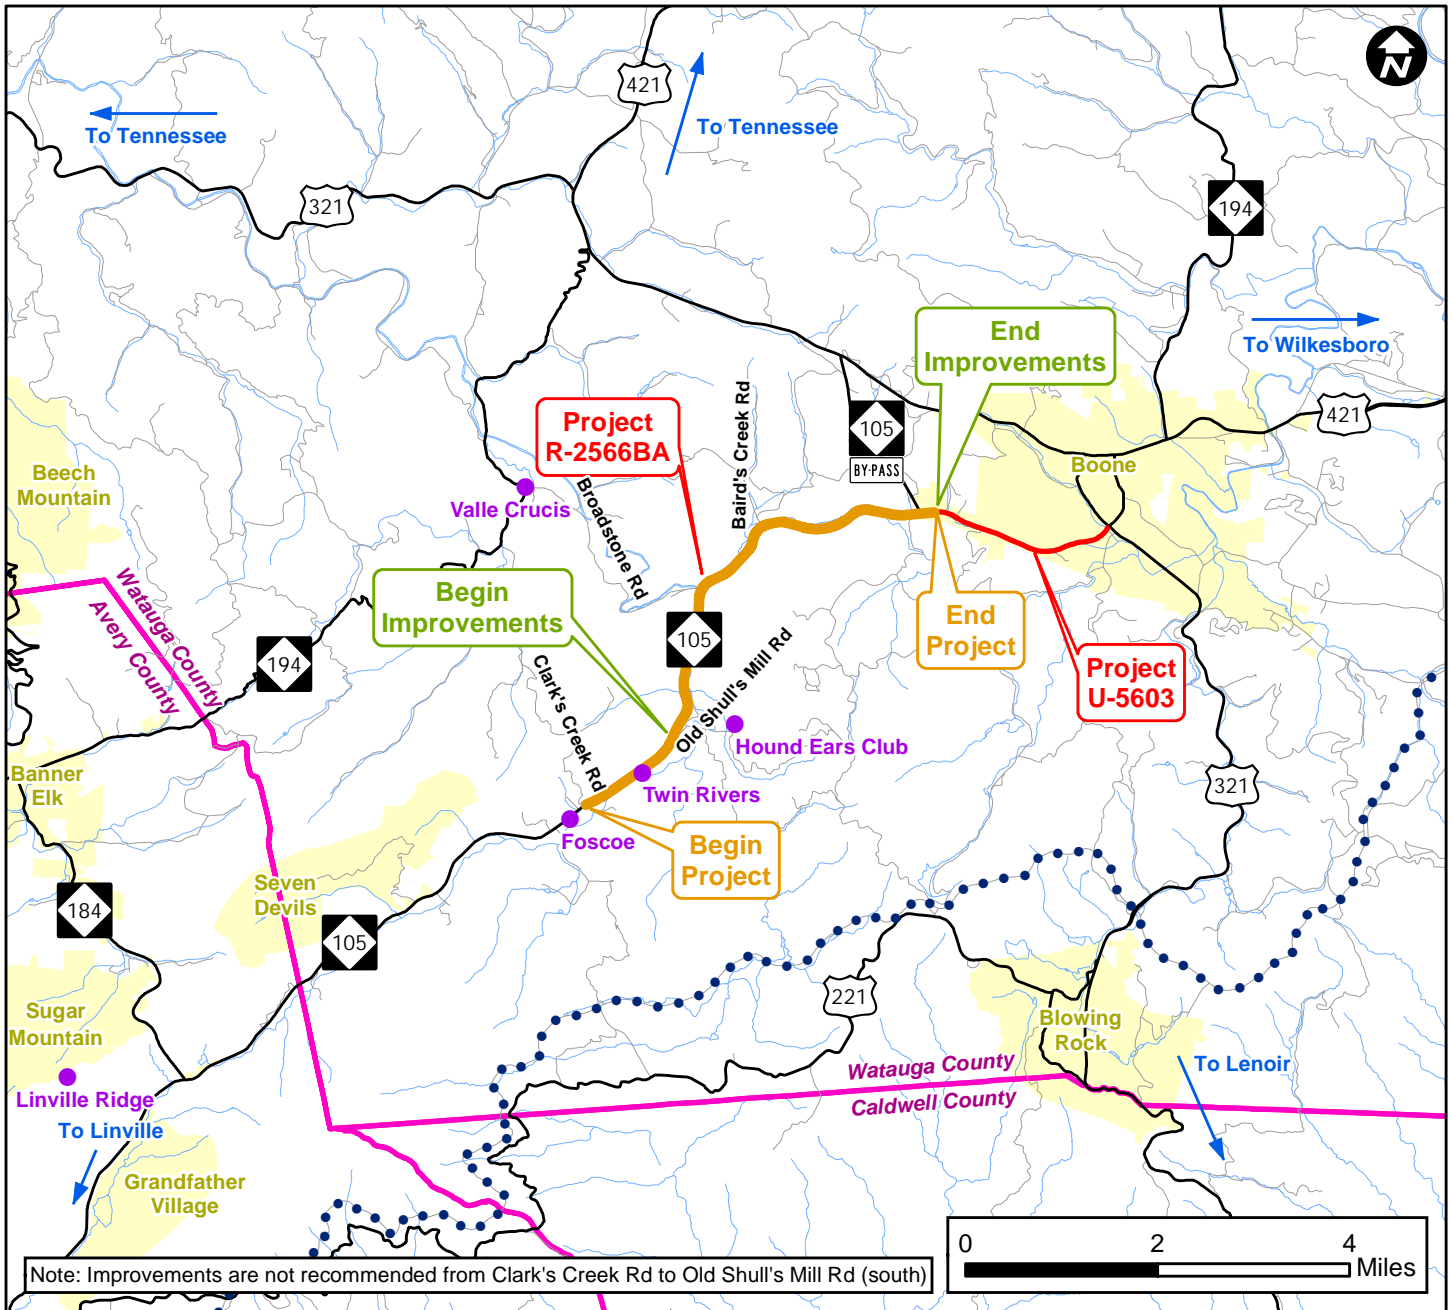 N
421
To Tennessee
To Tennessee
321
194
End
Improvements
To Wilkesboro
Project
R-2566BA
Baird's Creek Rd
105
BY-PASS
421
Beech
Mountain
Boone
Valle Crucis
Broadstone Rd
Watauga County
Avery County
Begin
Improvements
End
Project
105
194
Project
U-5603
Clark's Creek Rd
Old Shull's Mill Rd
Hound Ears Club
Banner
Elk
Twin Rivers
321
Foscoe
Begin
Project
Seven
Devils
184
105
221
Sugar
Mountain
Blowing
Rock
Watauga County
Caldwell County
To Lenoir
Linville Ridge
To Linville
Grandfather
Village
0 2 4
Miles
Note: Improvements are not recommended from Clark's Creek Rd to Old Shull's Mill Rd (south)